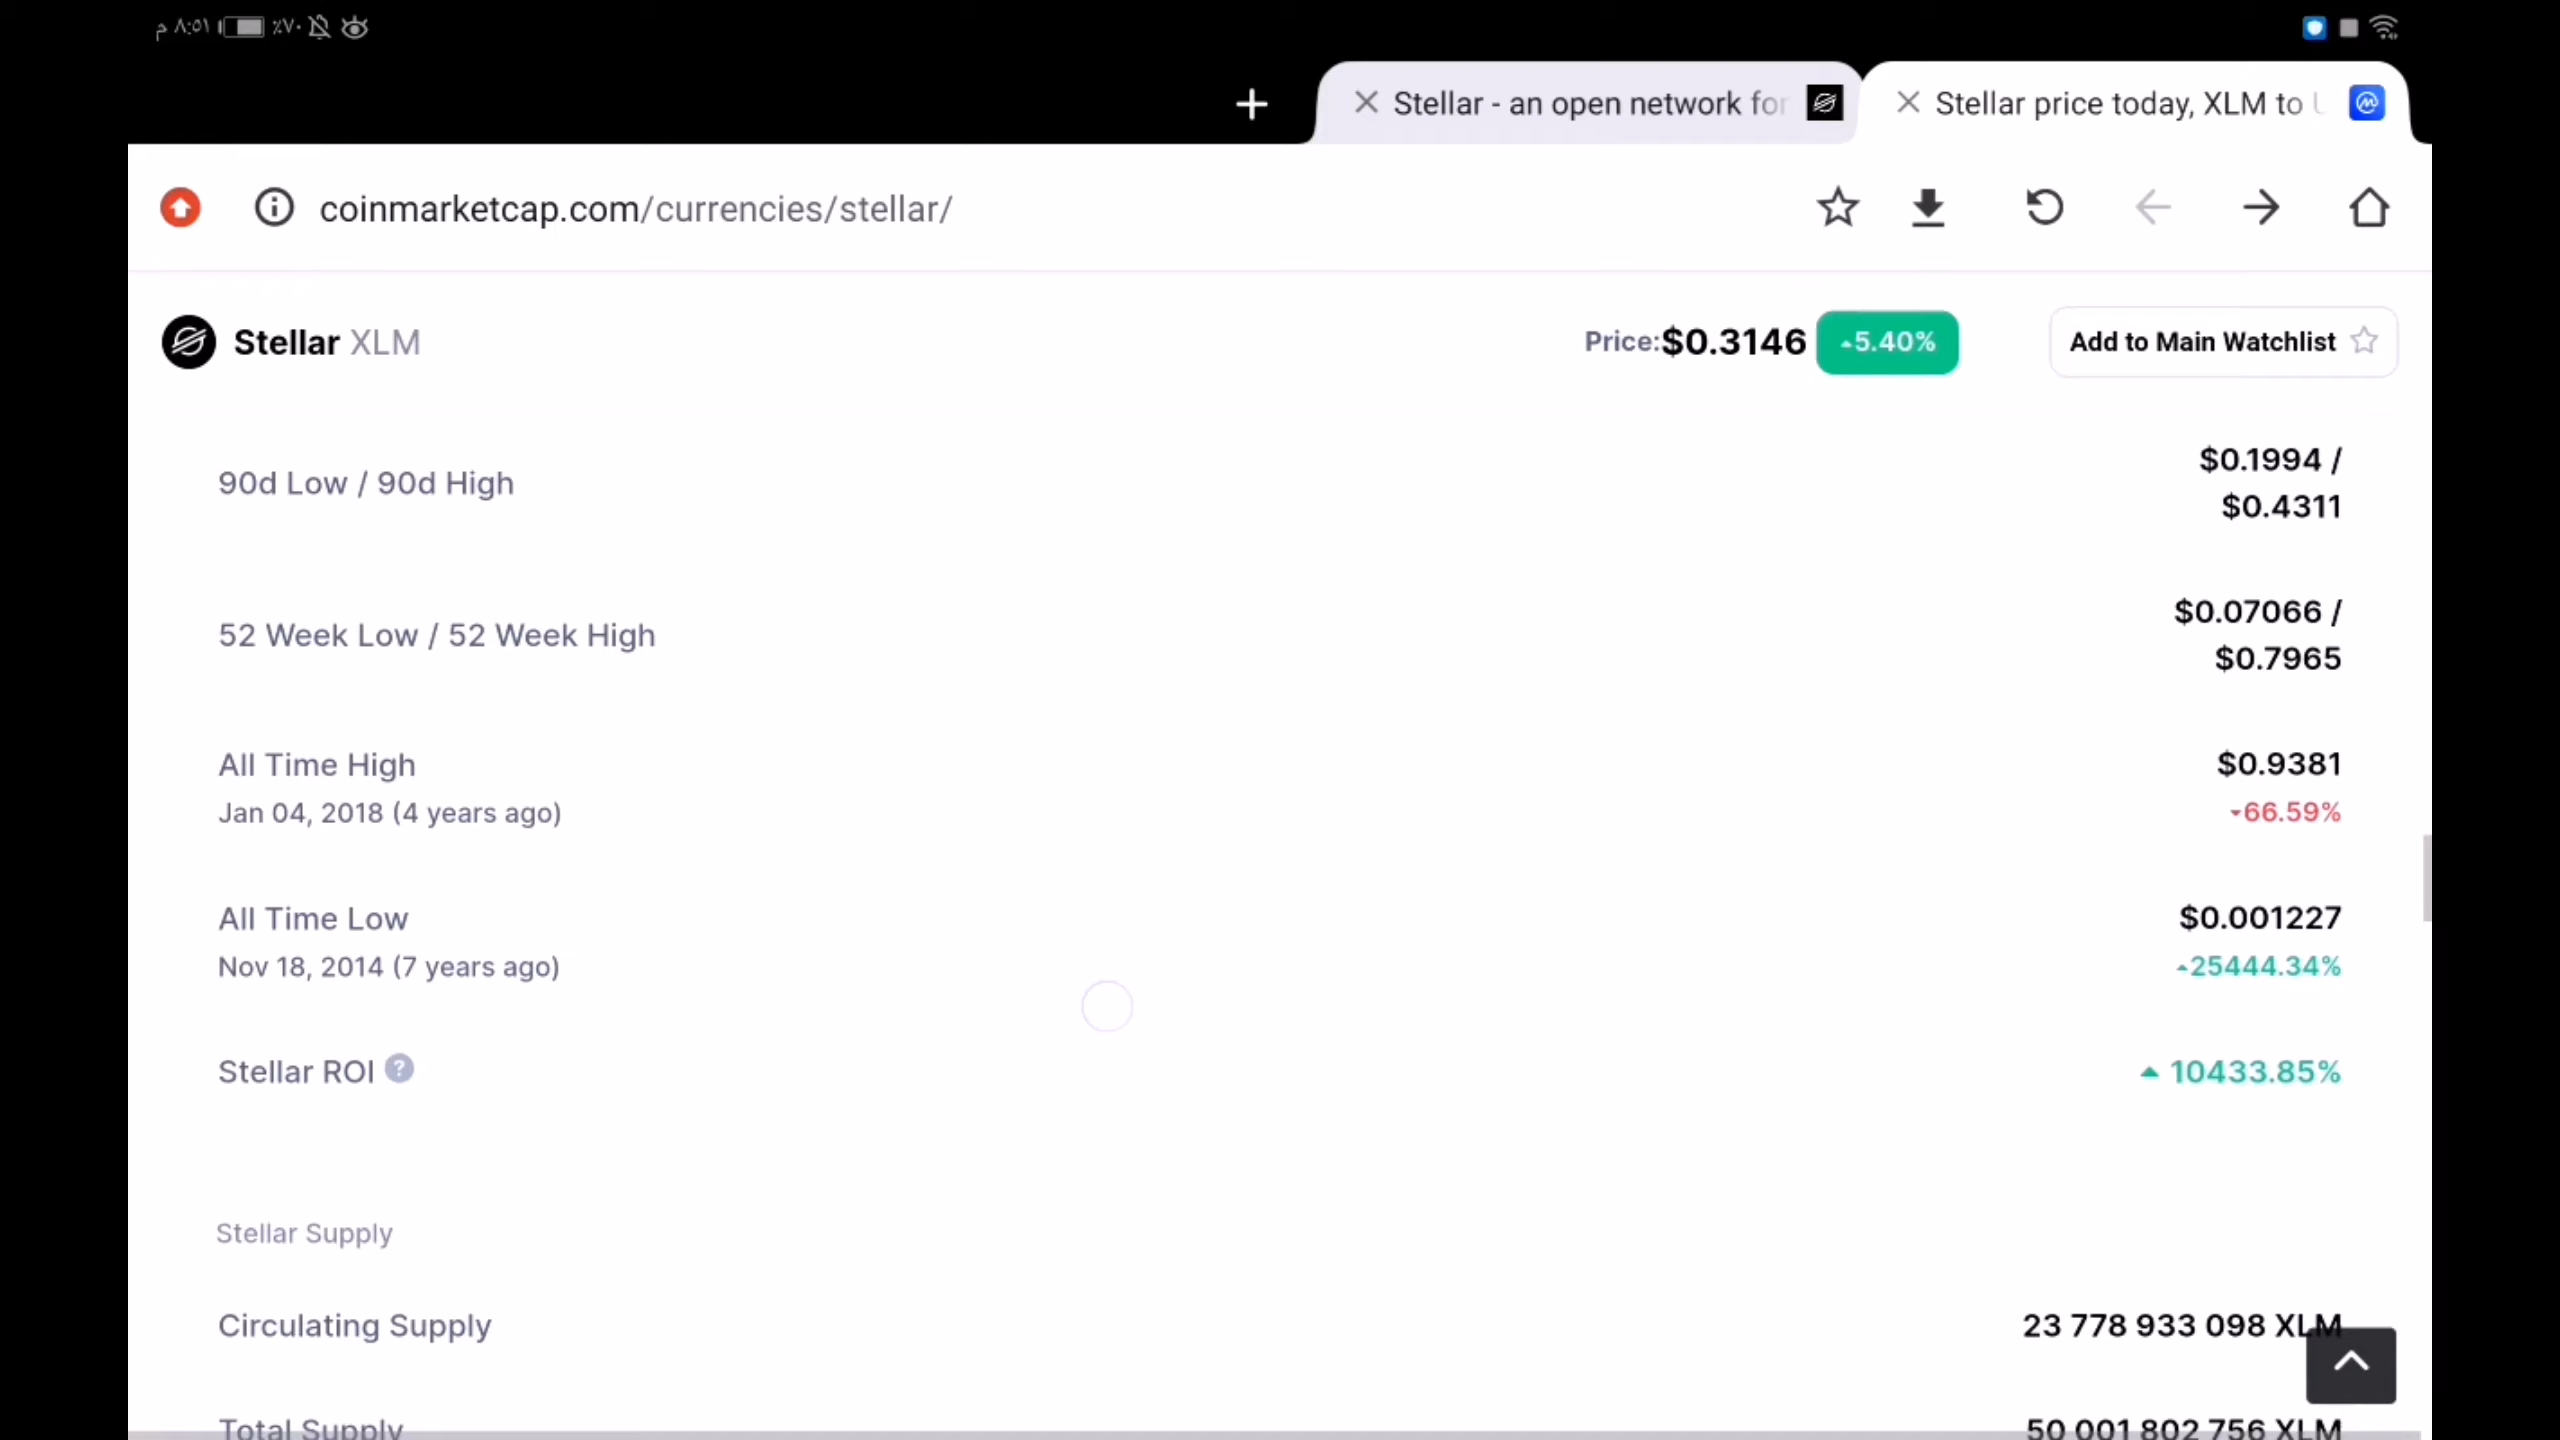 م ٨:٥١ ٪٧٠
Stellar - an open network for
Stellar price today, XLM to U
coinmarketcap.com/currencies/stellar/
Stellar XLM
Price:$0.3146 5.40%
Add to Main Watchlist
90d Low / 90d High
$0.1994 /
$0.4311
52 Week Low / 52 Week High
$0.07066 /
$0.7965
All Time High
$0.9381
Jan 04, 2018 (4 years ago)
66.59%
All Time Low
$0.001227
Nov 18, 2014 (7 years ago)
25444.34%
Stellar ROI ?
10433.85%
Stellar Supply
Circulating Supply
23 778 933 098 XLM
Total Supply
50 001 802 756 XLM